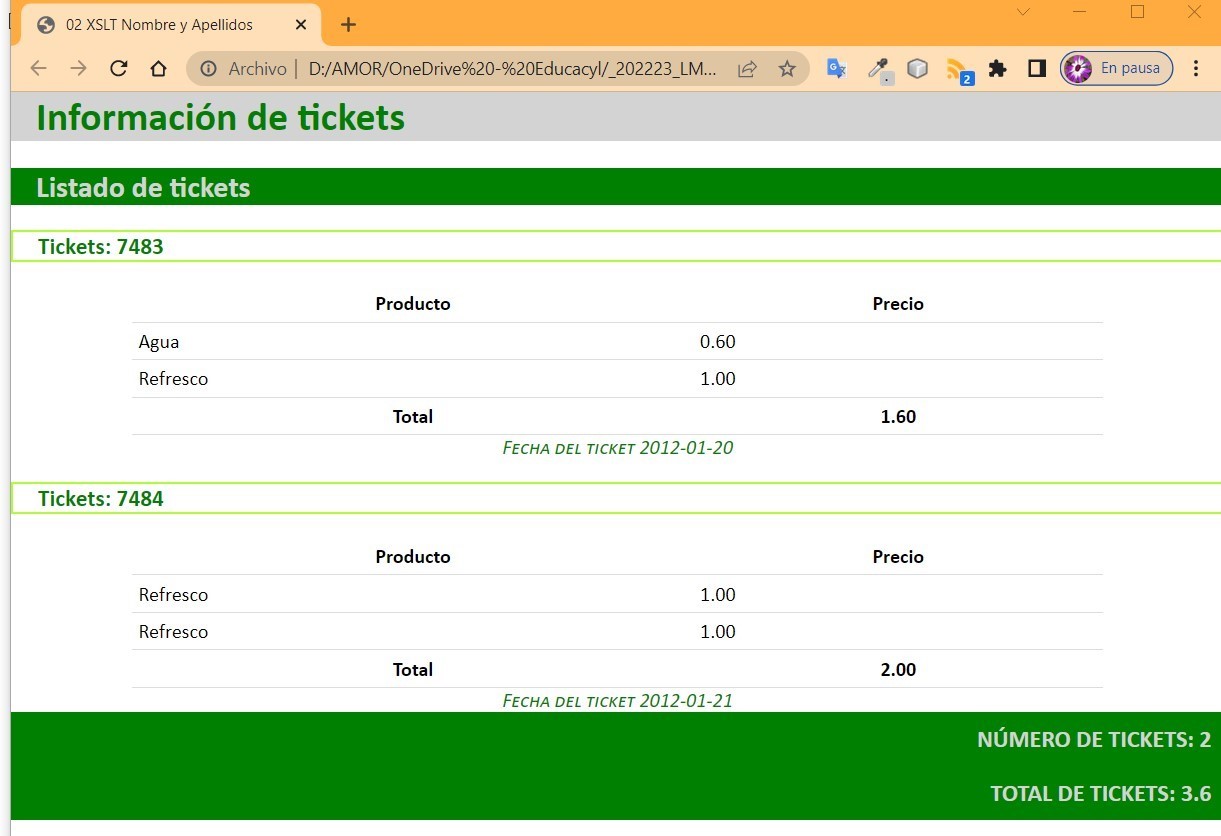 02 XSLT Nombre y Apellidos
Archivo | D:/AMOR/OneDrive%20-%20Educacyl/_202223_LM... 2 En pausa
Información de tickets
Listado de tickets
Tickets: 7483
Producto Precio
Agua 0.60
Refresco 1.00
Total 1.60
Fecha del ticket 2012-01-20
Tickets: 7484
Producto Precio
Refresco 1.00
Refresco 1.00
Total 2.00
Fecha del ticket 2012-01-21
NÚMERO DE TICKETS: 2
TOTAL DE TICKETS: 3.6